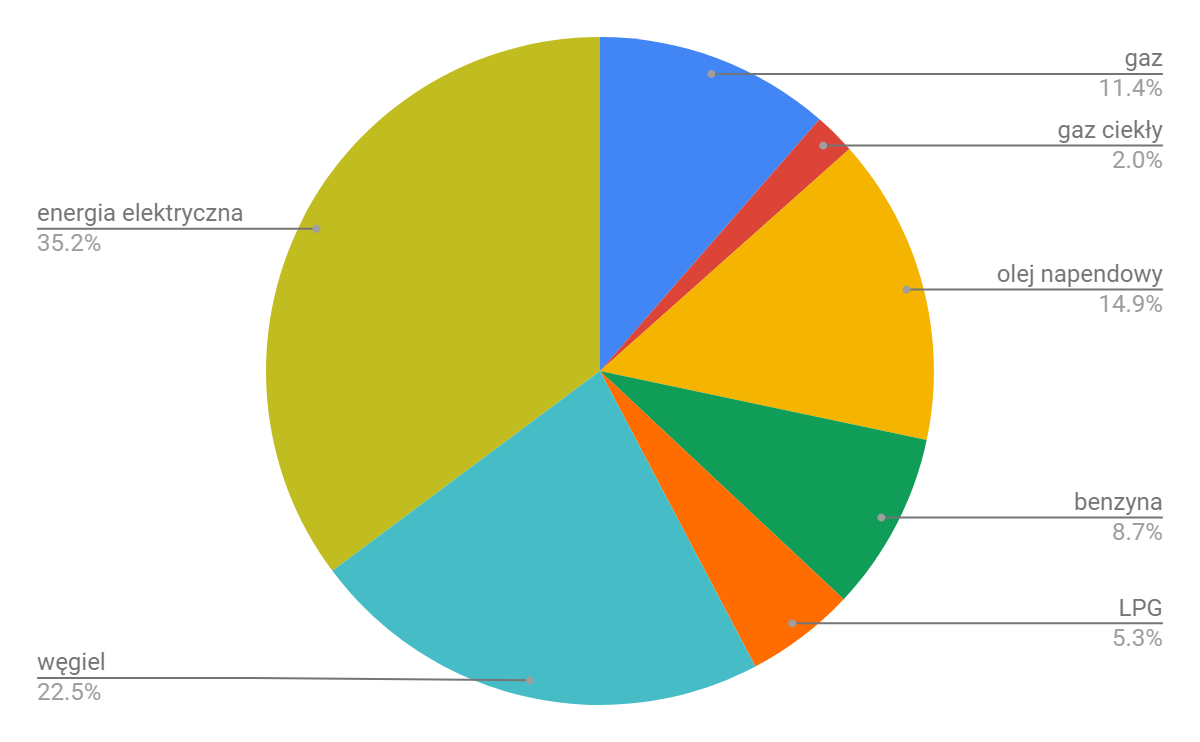 gaz
11.4%
gaz ciekły
2.0%
olej napendowy
14.9%
benzyna
8.7%
LPG
5.3%
węgiel
22.5%
energia elektryczna
35.2%